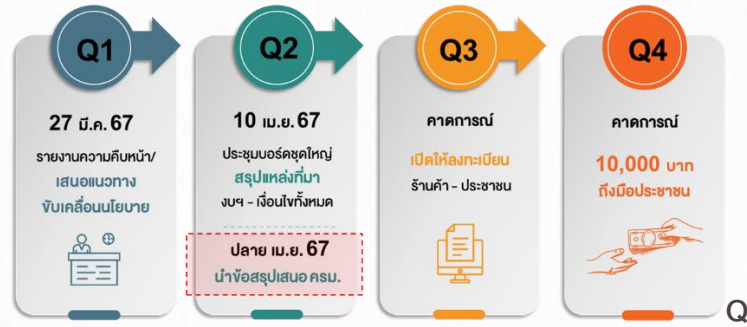 Q1
27 มี.ค. 67
รายงานความคืบหน้า/
เสนอแนวทาง
ขับเคลื่อนนโยบาย
Q2
10 เม.ย. 67
ประชุมบอร์ดชุดใหญ่
สรุปแหล่งที่มา
งบฯ - เงื่อนไขทั้งหมด
ปลาย เม.ย. 67
นำข้อสรุปเสนอ ครม.
Q3
คาดการณ์
เปิดให้ลงทะเบียน
ร้านค้า - ประชาชน
Q4
คาดการณ์
10,000 บาท
ถึงมือประชาชน
Q